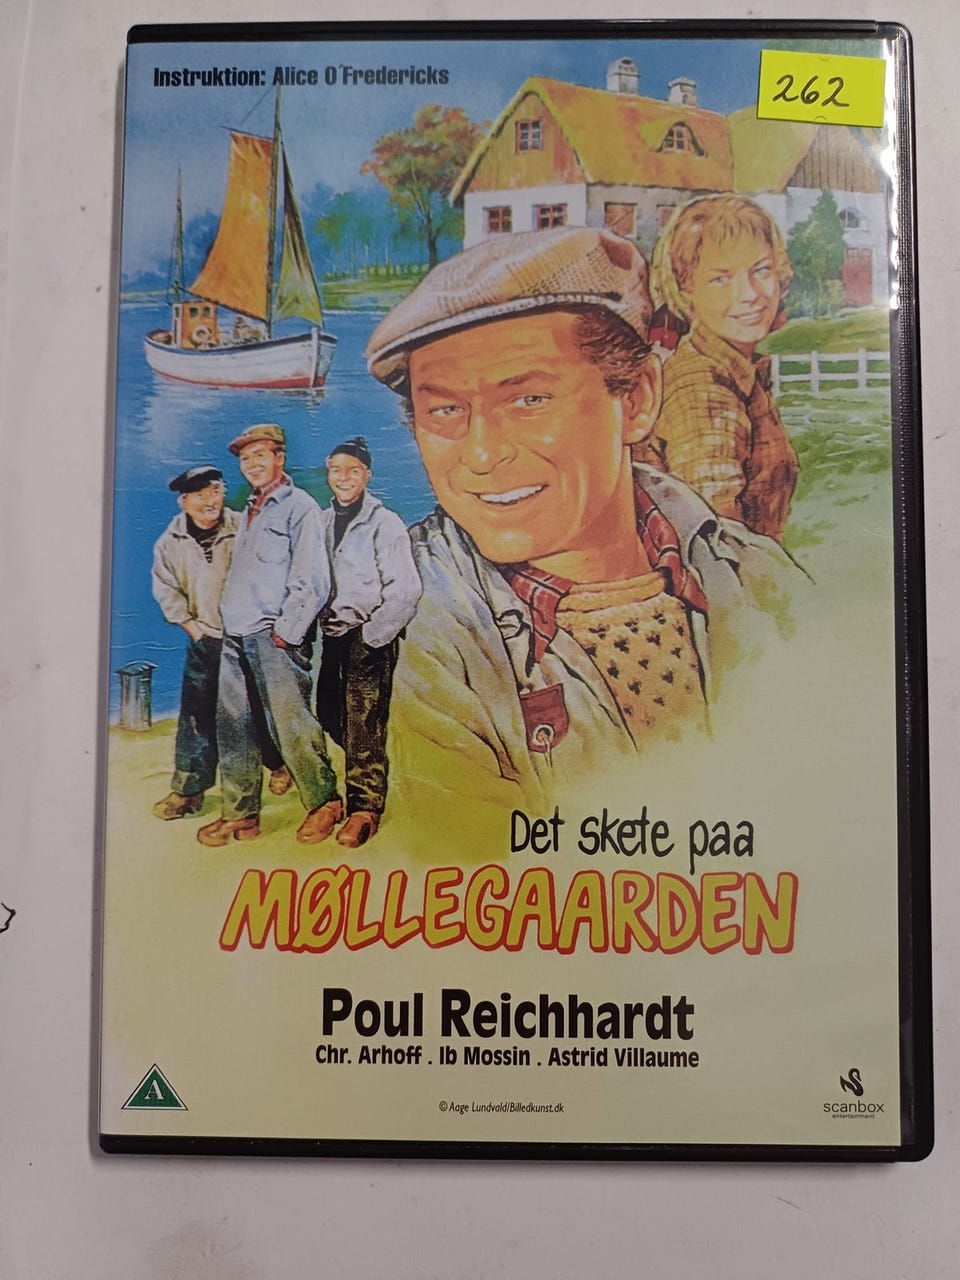 Instruktion: Alice O´Fredericks
262
Det skete paa
MØLLEGAARDEN
Poul Reichhardt
Chr. Arhoff . Ib Mossin . Astrid Villaume
A
© Aage Lundvald/Billedkunst.dk
scanbox
entertainment